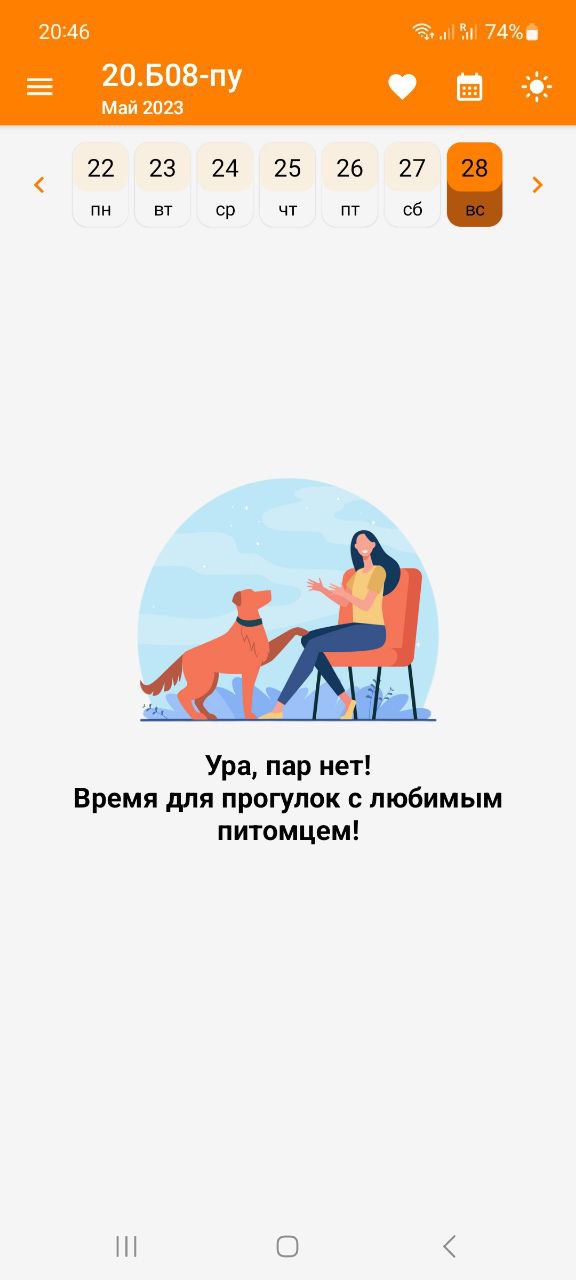 20:46
R
74%
20.Б08-пу
Май 2023
22 23 24 25 26 27 28
пн вт ср чт пт сб вс
Ура, пар нет!
Время для прогулок с любимым
питомцем!